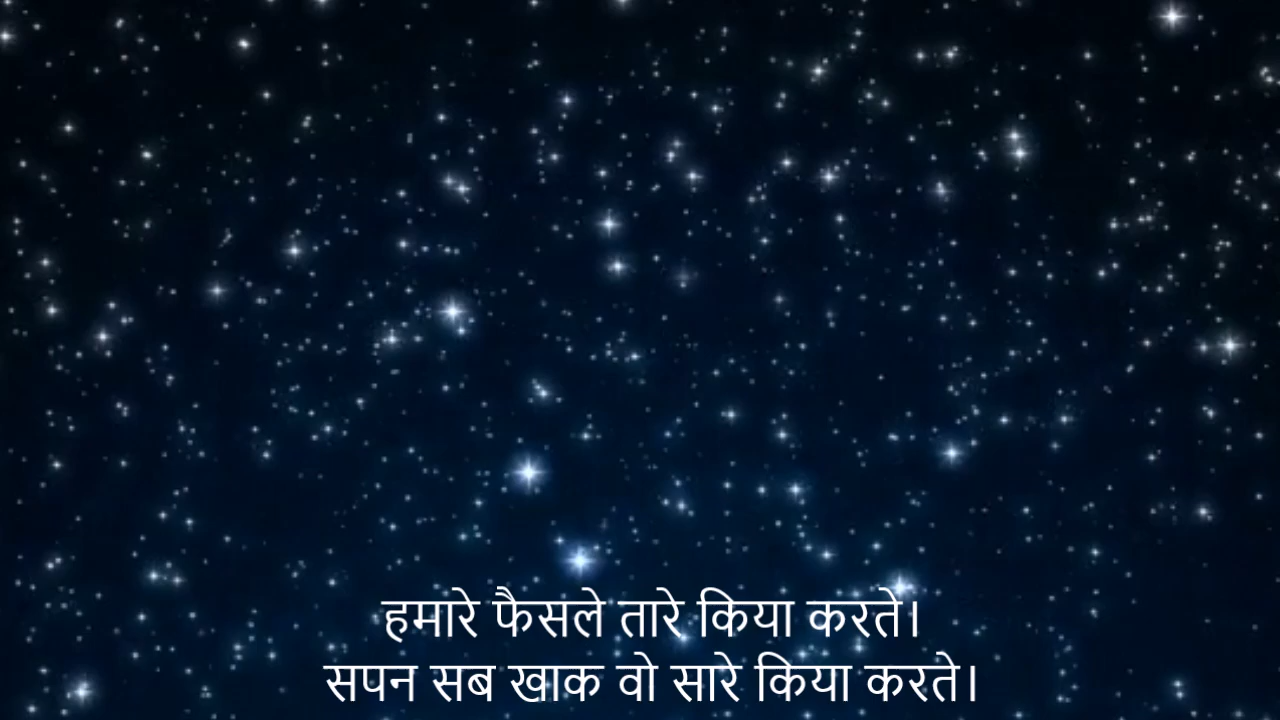 हमारे फैसले तारे किया करते।
सपन सब खाक वो सारे किया करते।